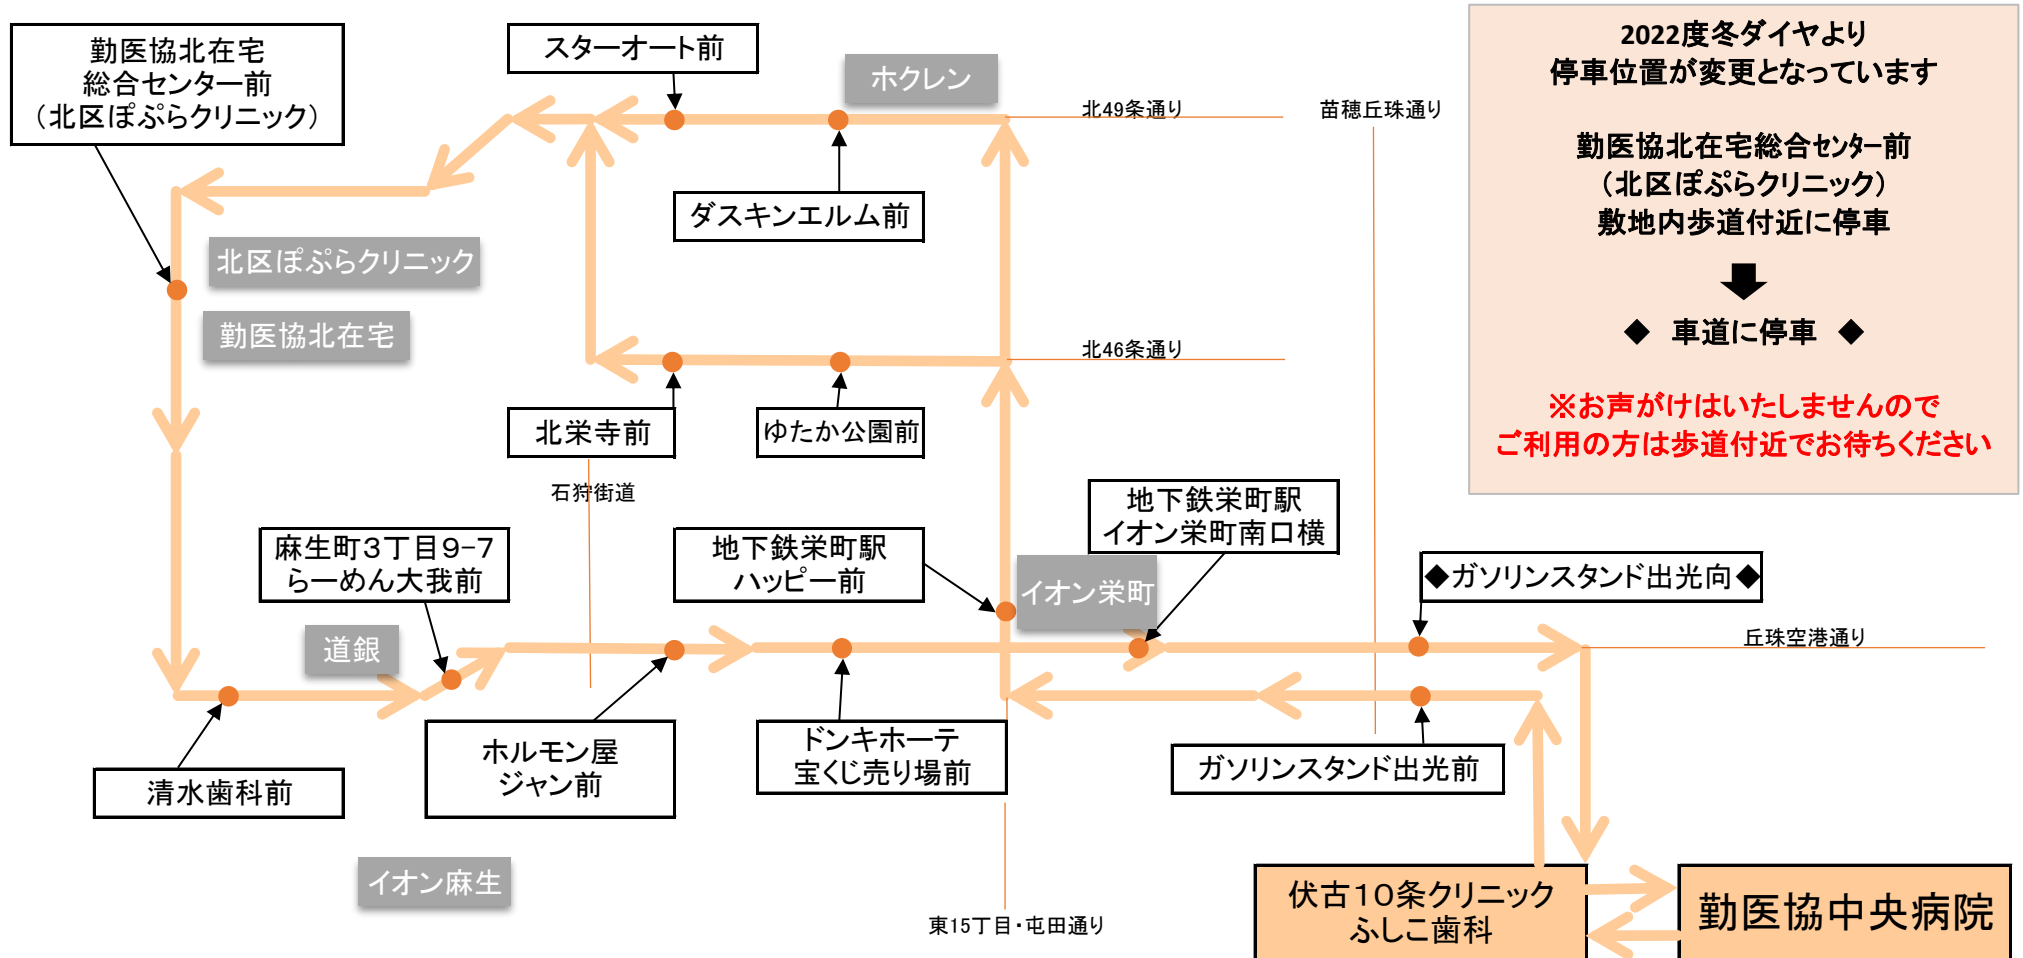 勤医協北在宅
総合センター前
（北区ぽぷらクリニック）
スターオート前
ホクレン
北49条通り
苗穂丘珠通り
2022度冬ダイヤより
停車位置が変更となっています
勤医協北在宅総合センター前
（北区ぽぷらクリニック）
敷地内歩道付近に停車
◆ 車道に停車 ◆
※お声がけはいたしませんので
ご利用の方は歩道付近でお待ちください
ダスキンエルム前
北区ぽぷらクリニック
勤医協北在宅
北46条通り
北栄寺前
ゆたか公園前
石狩街道
地下鉄栄町駅
イオン栄町南口横
麻生町３丁目９−７
らーめん大我前
地下鉄栄町駅
ハッピー前
イオン栄町
◆ガソリンスタンド出光向◆
道銀
丘珠空港通り
清水歯科前
ホルモン屋
ジャン前
ドンキホーテ
宝くじ売り場前
ガソリンスタンド出光前
イオン麻生
東15丁目・屯田通り
伏古１０条クリニック
ふしこ歯科
勤医協中央病院